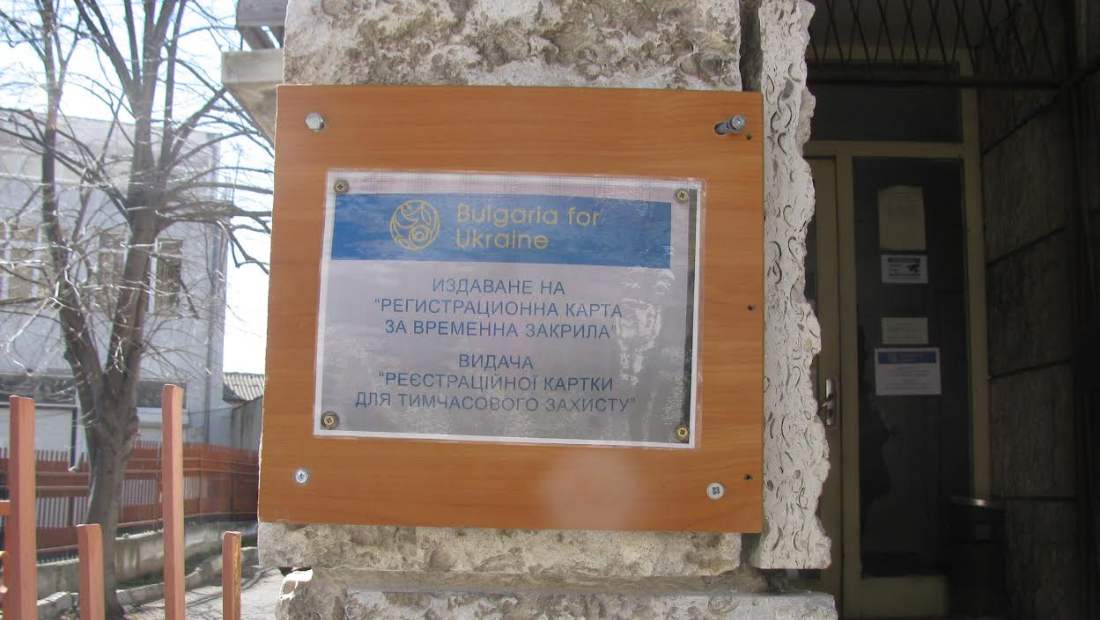 Bulgaria for
Ukraine
ИЗДАВАНЕ НА
"РЕГИСТРАЦИОННА КАРТА
ЗА ВРЕМЕННА ЗАКРИЛА"
ВИДАЧА
"РЕЄСТРАЦІЙНОЇ КАРТКИ
ДЛЯ ТИМЧАСОВОГО ЗАХИСТУ"